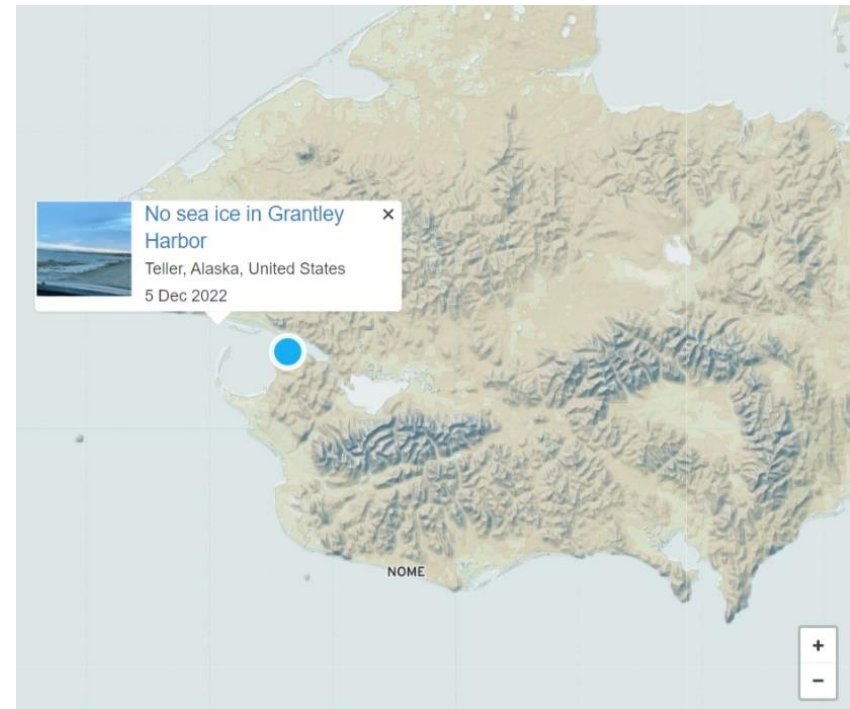 No sea ice in Grantley
Harbor
×
Teller, Alaska, United States
5 Dec 2022
NOME
+
−